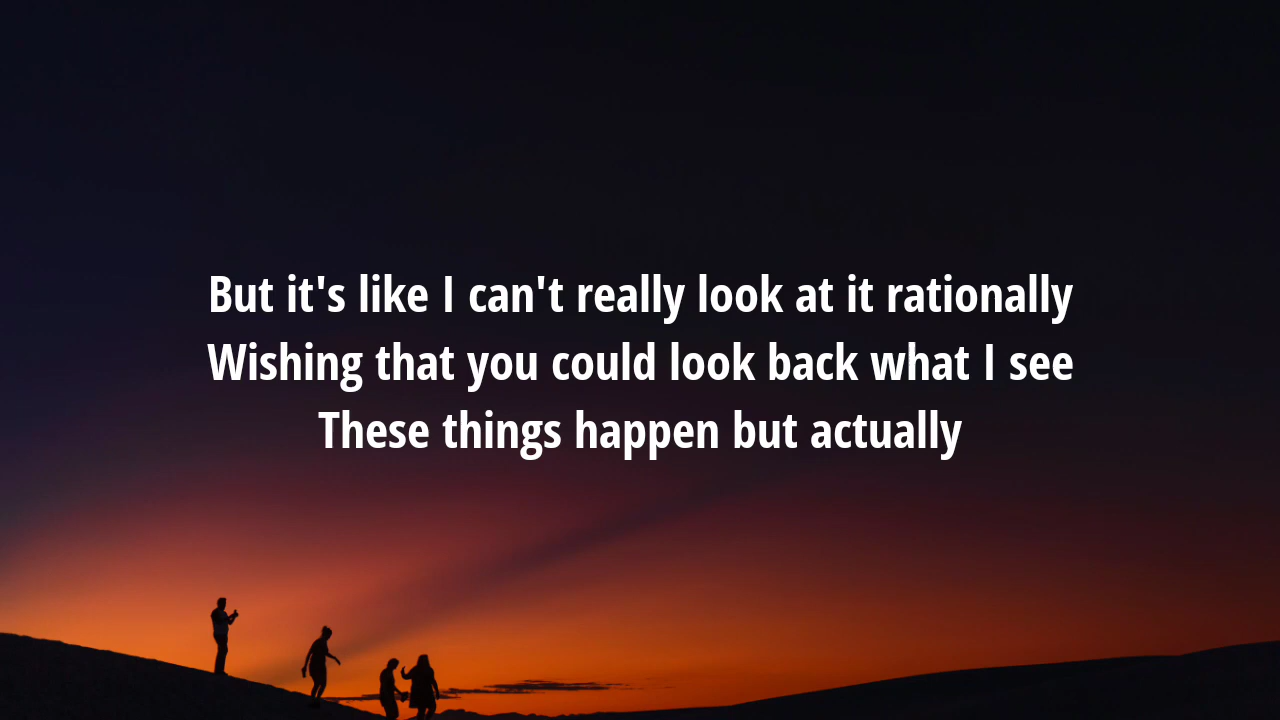 But it's like I can't really look at it rationally
Wishing that you could look back what I see
These things happen but actually